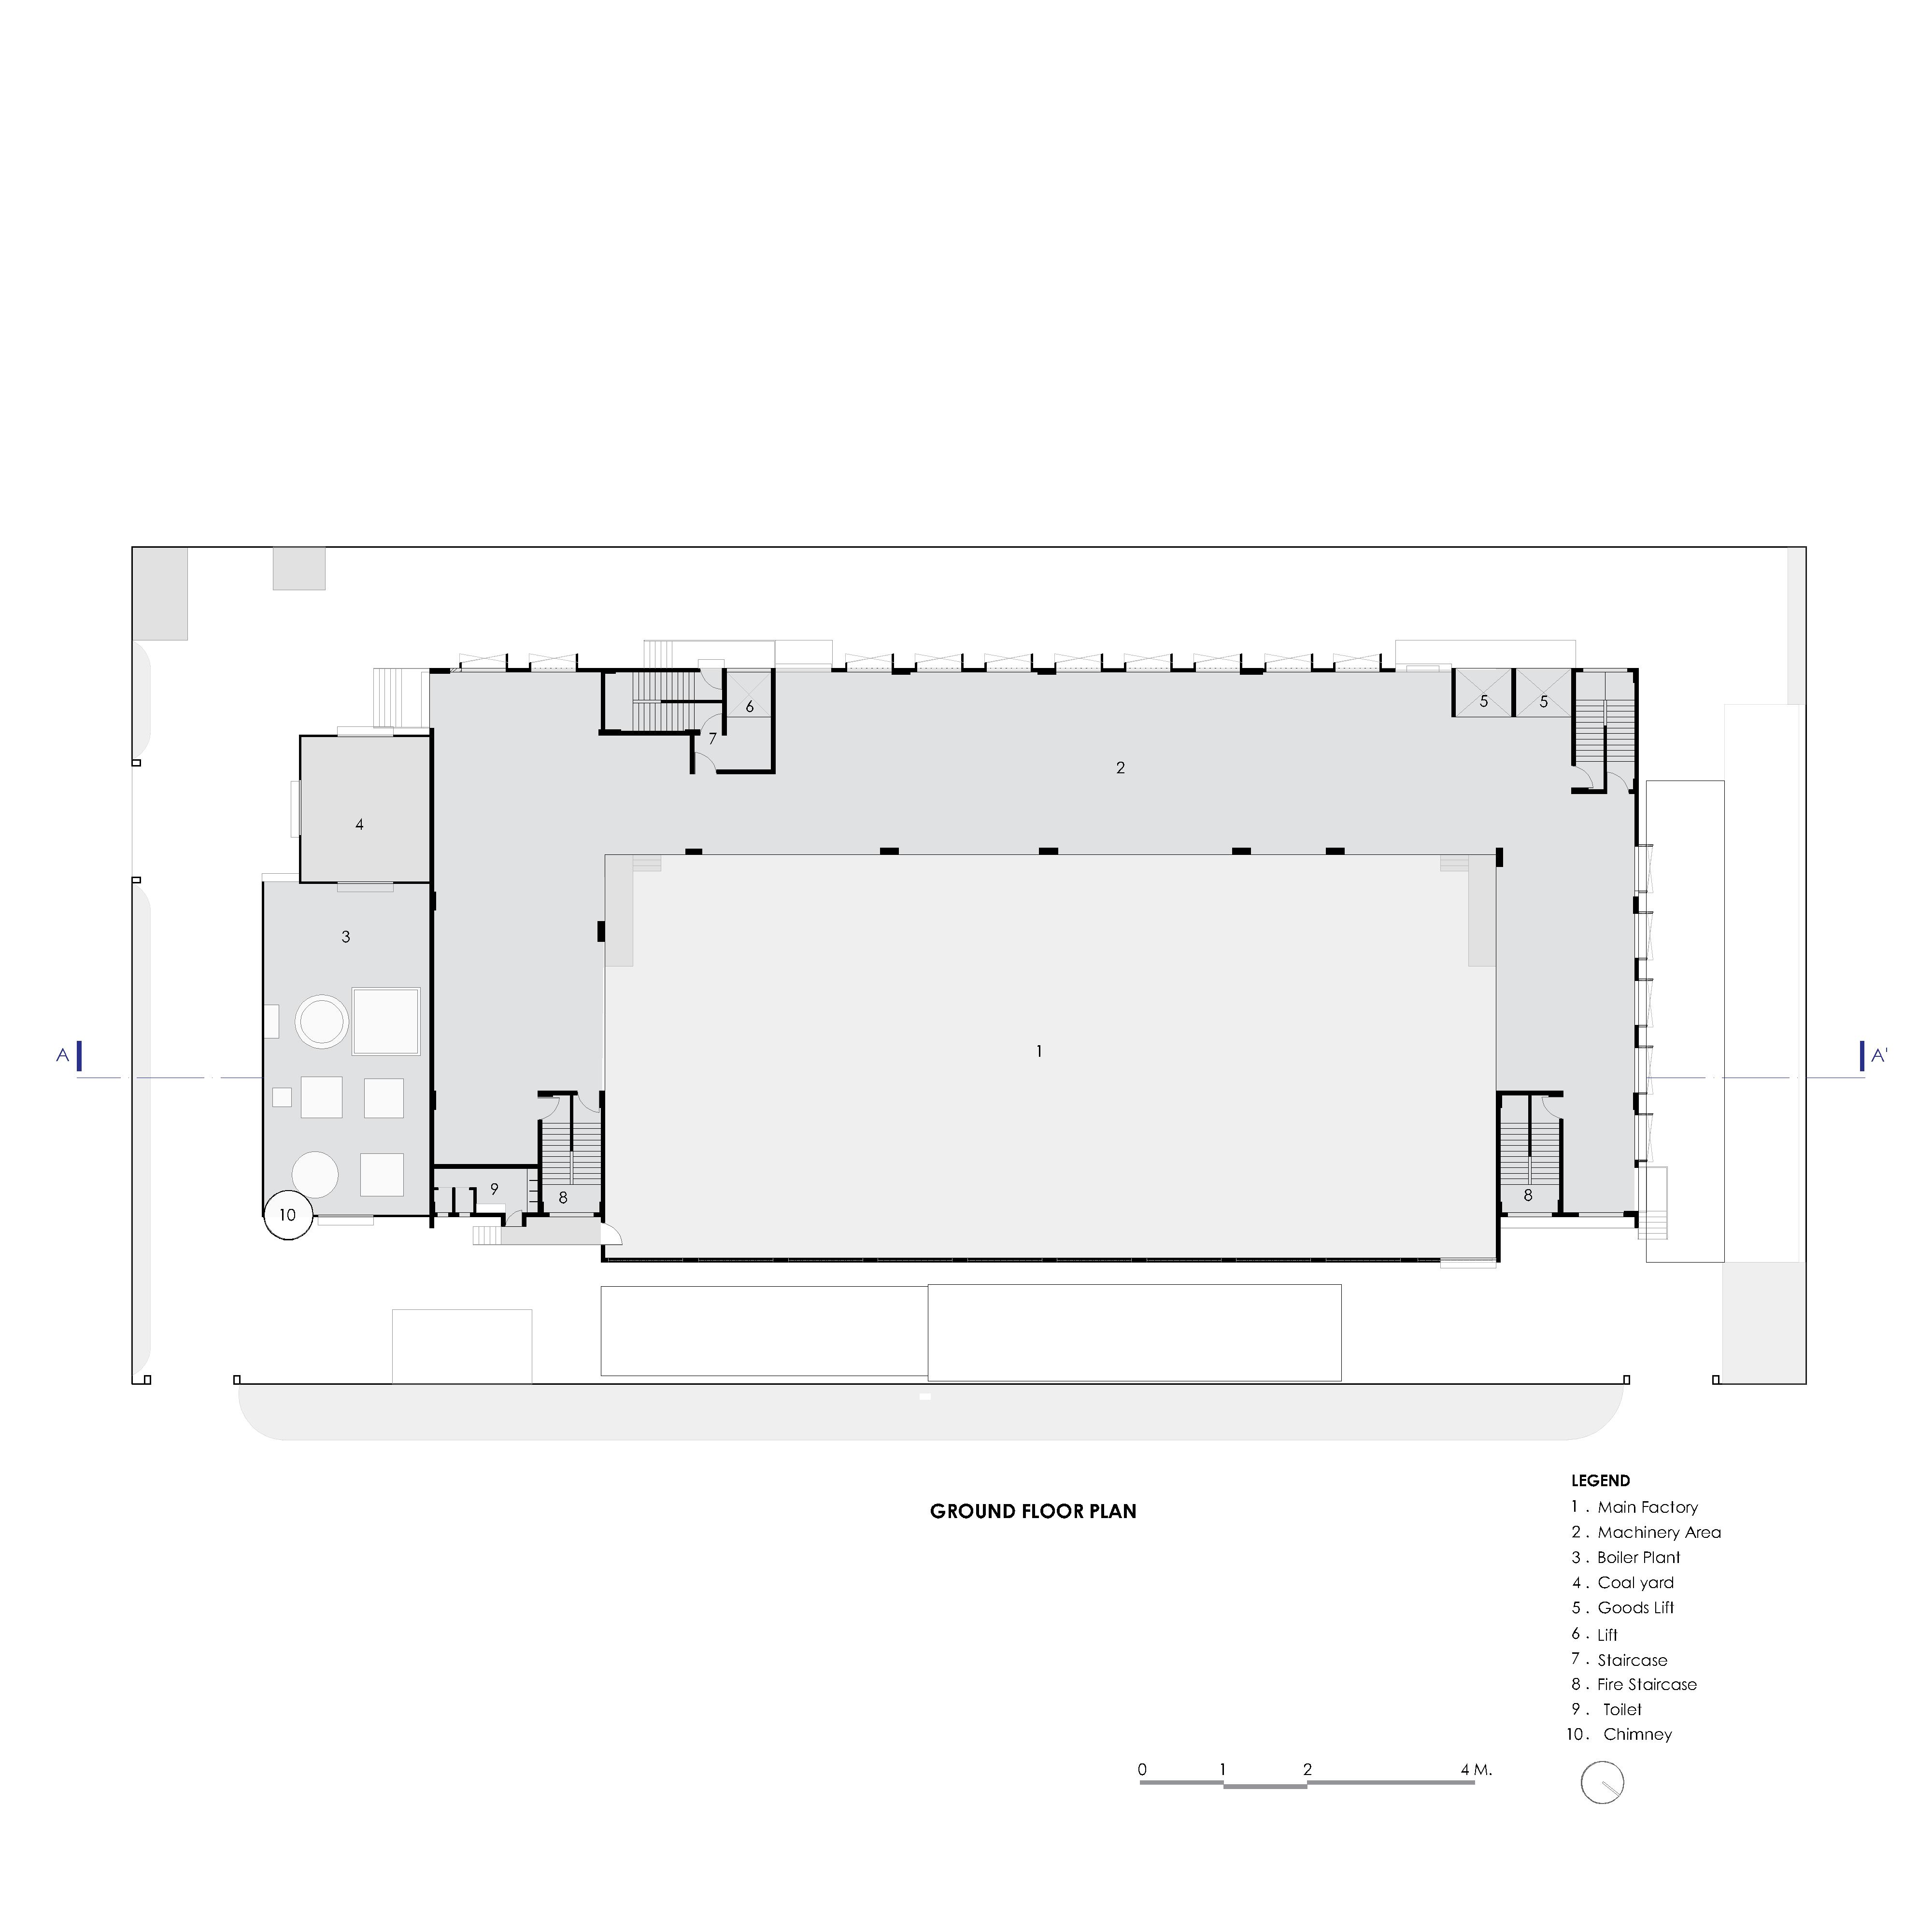 6
5 5
7
2
4
3
1
A A'
9 8 8
10
GROUND FLOOR PLAN
LEGEND
1 . Main Factory
2 . Machinery Area
3 . Boiler Plant
4 . Coal yard
5 . Goods Lift
6 . Lift
7 . Staircase
8 . Fire Staircase
9 . Toilet
10 . Chimney
0 1 2 4 M.